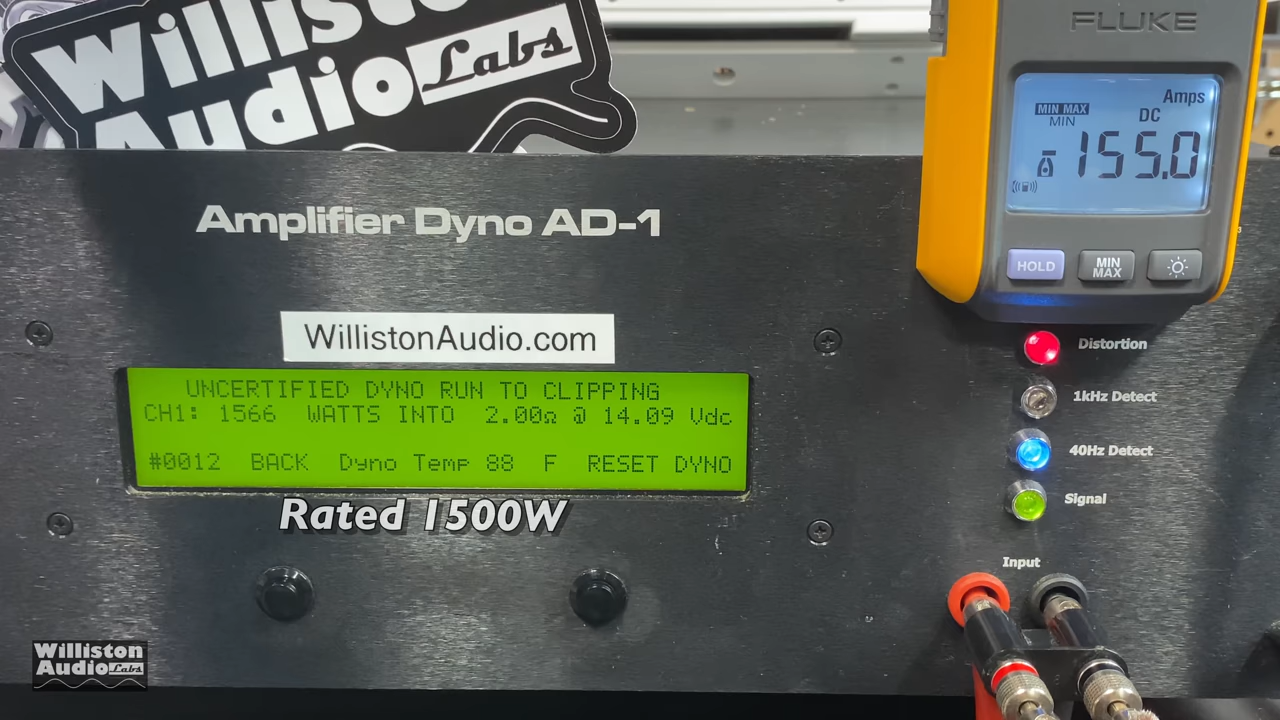 Williston
Audio Labs
FLUKE
MIN MAX
MIN
Amps
DC
155.0
HOLD
MIN
MAX
Amplifier Dyno AD-1
WillistonAudio.com
UNCERTIFIED DYNO RUN TO CLIPPING
CH1: 1566 WATTS INTO 2.00Ω @ 14.09 Vdc
#0012 BACK Dyno Temp 88 F RESET DYNO
Rated 1500W
Distortion
1kHz Detect
40Hz Detect
Signal
Input
Williston
Audio Labs